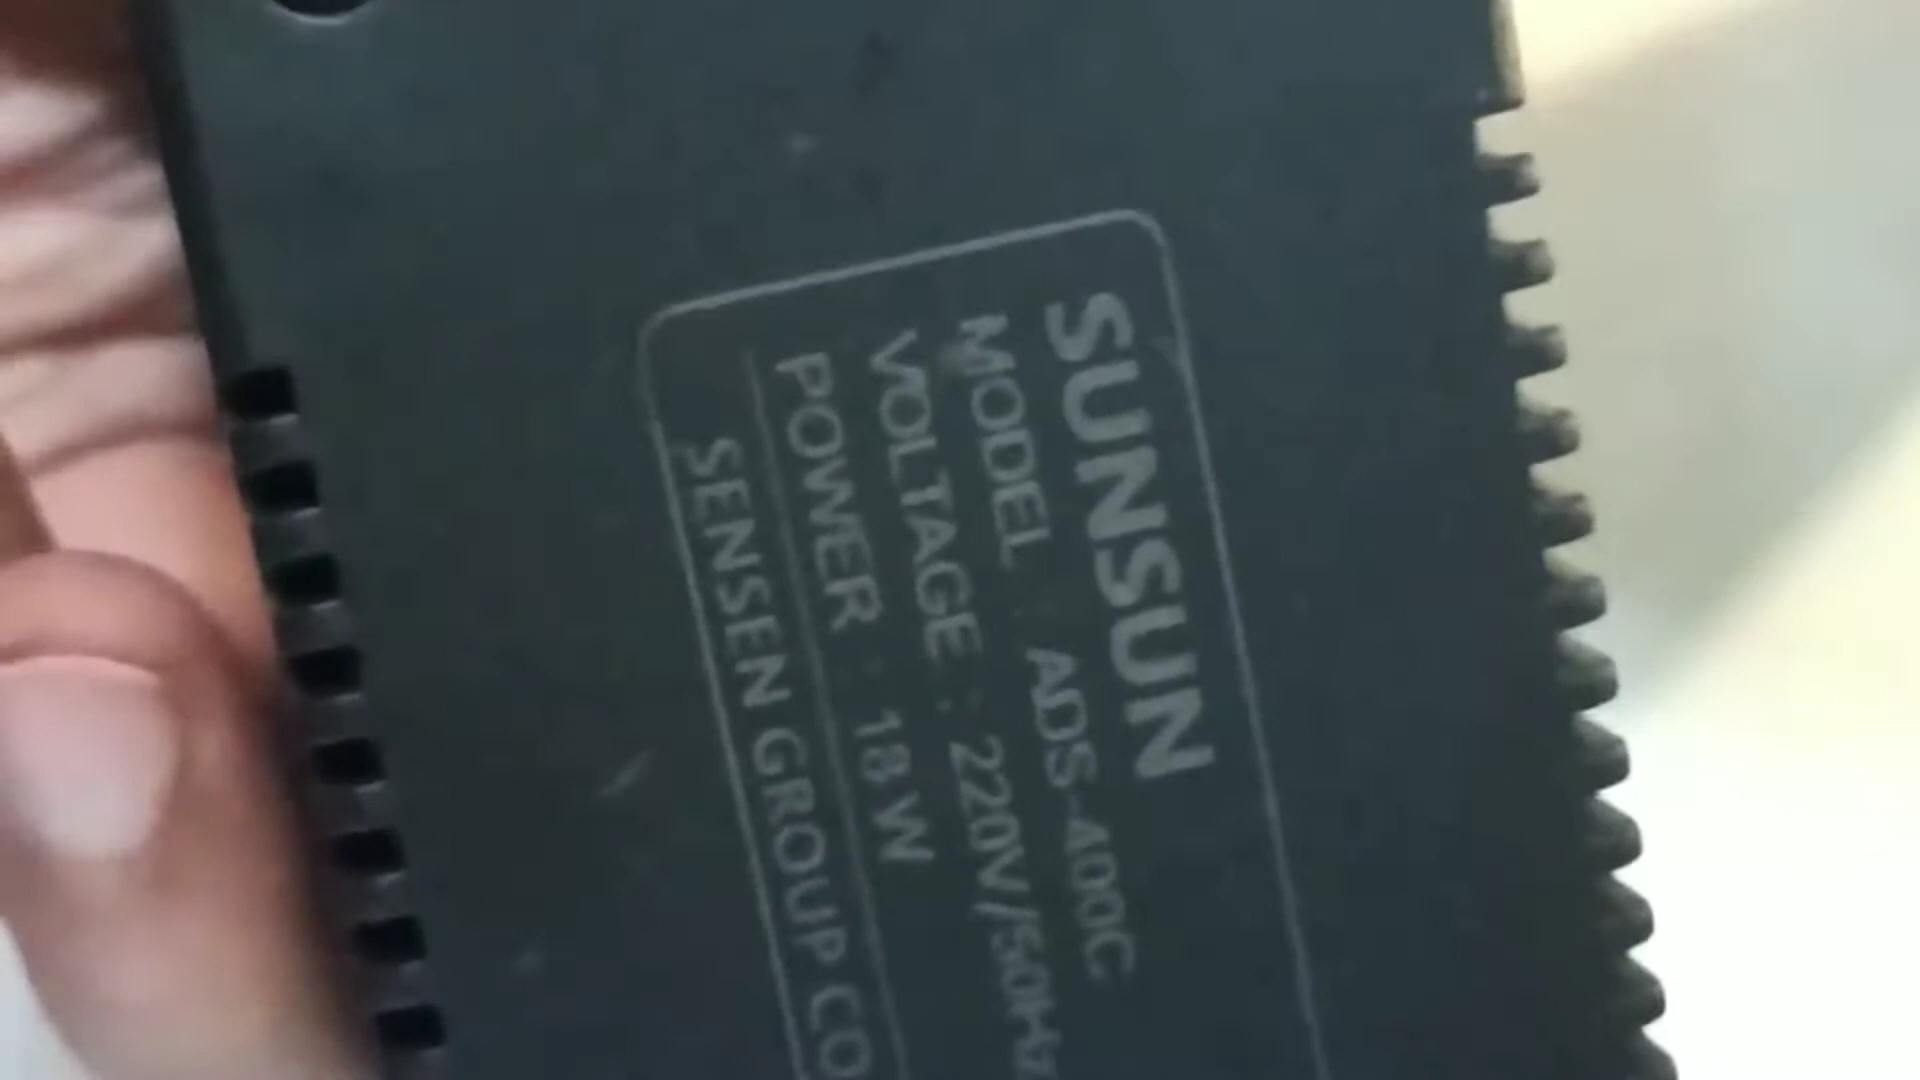 SUNSUN
MODEL : ADS-400C
VOLTAGE : 220V/50Hz
POWER : 18 W
SENSEN GROUP CO